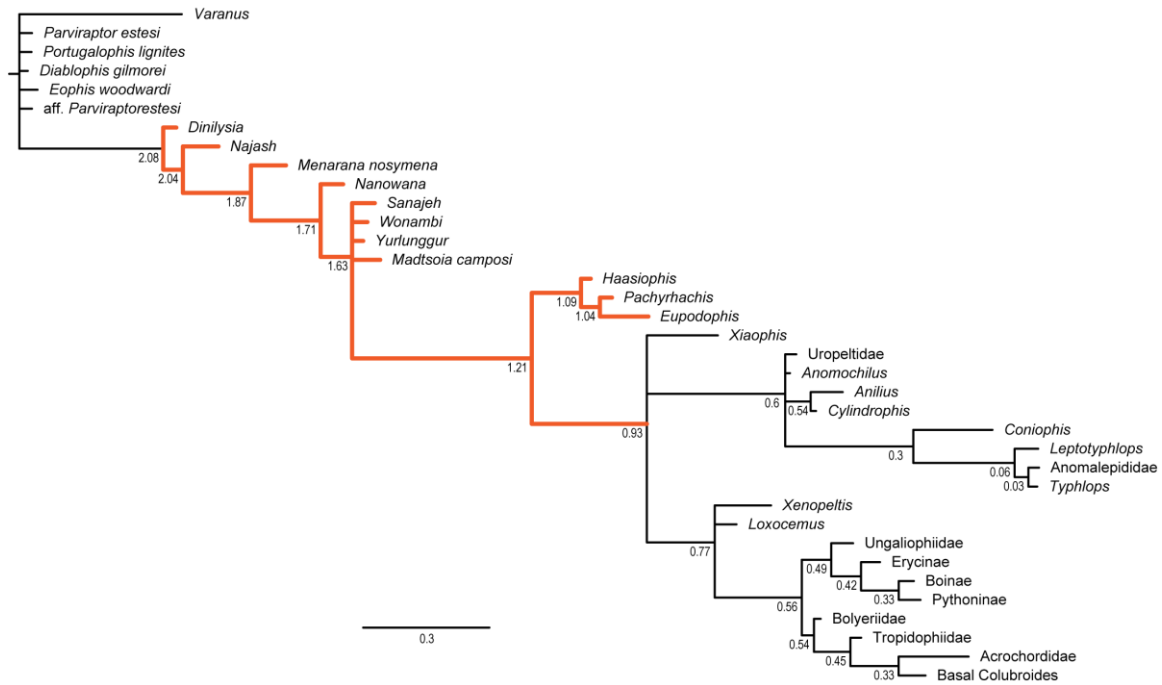 Varanus
Parviraptor estesi
Portugalophis lignites
Diablophis gilmorei
Eophis woodwardi
aff. Parviraptorestesi
Dinilysia
2.08
Najash
2.04
Menarana nosymena
1.87
Nanowana
1.71
Sanajeh
Wonambi
Yurlunggur
Madtsoia camposi
1.63
Haasiophis
1.09
Pachyrhachis
1.04
Eupodophis
1.21
Xiaophis
0.93
Uropeltidae
Anomochilus
Anilius
0.6
0.54
Cylindrophis
Coniophis
0.3
Leptotyphlops
0.06
Anomalepididae
0.03
Typhlops
Xenopeltis
Loxocemus
0.77
Ungaliophiidae
0.49
Erycinae
0.42
Boinae
0.33
Pythoninae
0.56
Bolyeriidae
0.54
Tropidophiidae
0.45
Acrochordidae
0.33
Basal Colubroides
0.3